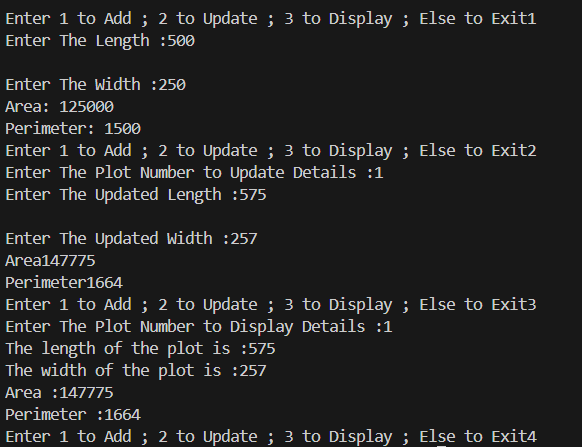 Enter 1 to Add ; 2 to Update ; 3 to Display ; Else to Exit1
Enter The Length :500
Enter The Width :250
Area: 125000
Perimeter: 1500
Enter 1 to Add ; 2 to Update ; 3 to Display ; Else to Exit2
Enter The Plot Number to Update Details :1
Enter The Updated Length :575
Enter The Updated Width :257
Area147775
Perimeter1664
Enter 1 to Add ; 2 to Update ; 3 to Display ; Else to Exit3
Enter The Plot Number to Display Details :1
The length of the plot is :575
The width of the plot is :257
Area :147775
Perimeter :1664
Enter 1 to Add ; 2 to Update ; 3 to Display ; Else to Exit4